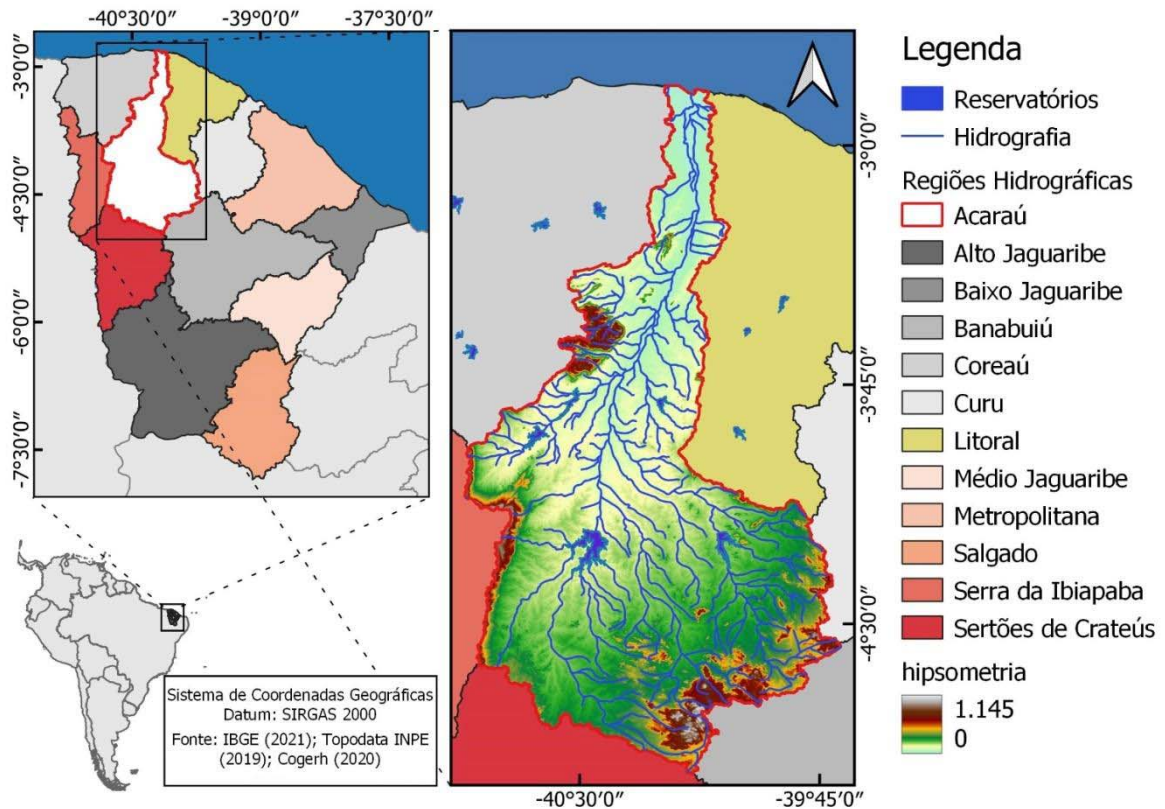 -40°30'0″ -39°0'0″ -37°30'0″
-3°0'0″
-4°30'0″
-6°0'0″
-7°30'0″
Sistema de Coordenadas Geográficas
Datum: SIRGAS 2000
Fonte: IBGE (2021); Topodata INPE
(2019); Cogerh (2020)
-3°0'0″
-3°45'0″
-4°30'0″
-40°30'0″ -39°45'0″
Legenda
Reservatórios
Hidrografia
Regiões Hidrográficas
Acaraú
Alto Jaguaribe
Baixo Jaguaribe
Banabuiú
Coreaú
Curu
Litoral
Médio Jaguaribe
Metropolitana
Salgado
Serra da Ibiapaba
Sertões de Crateús
hipsometria
1.145
0